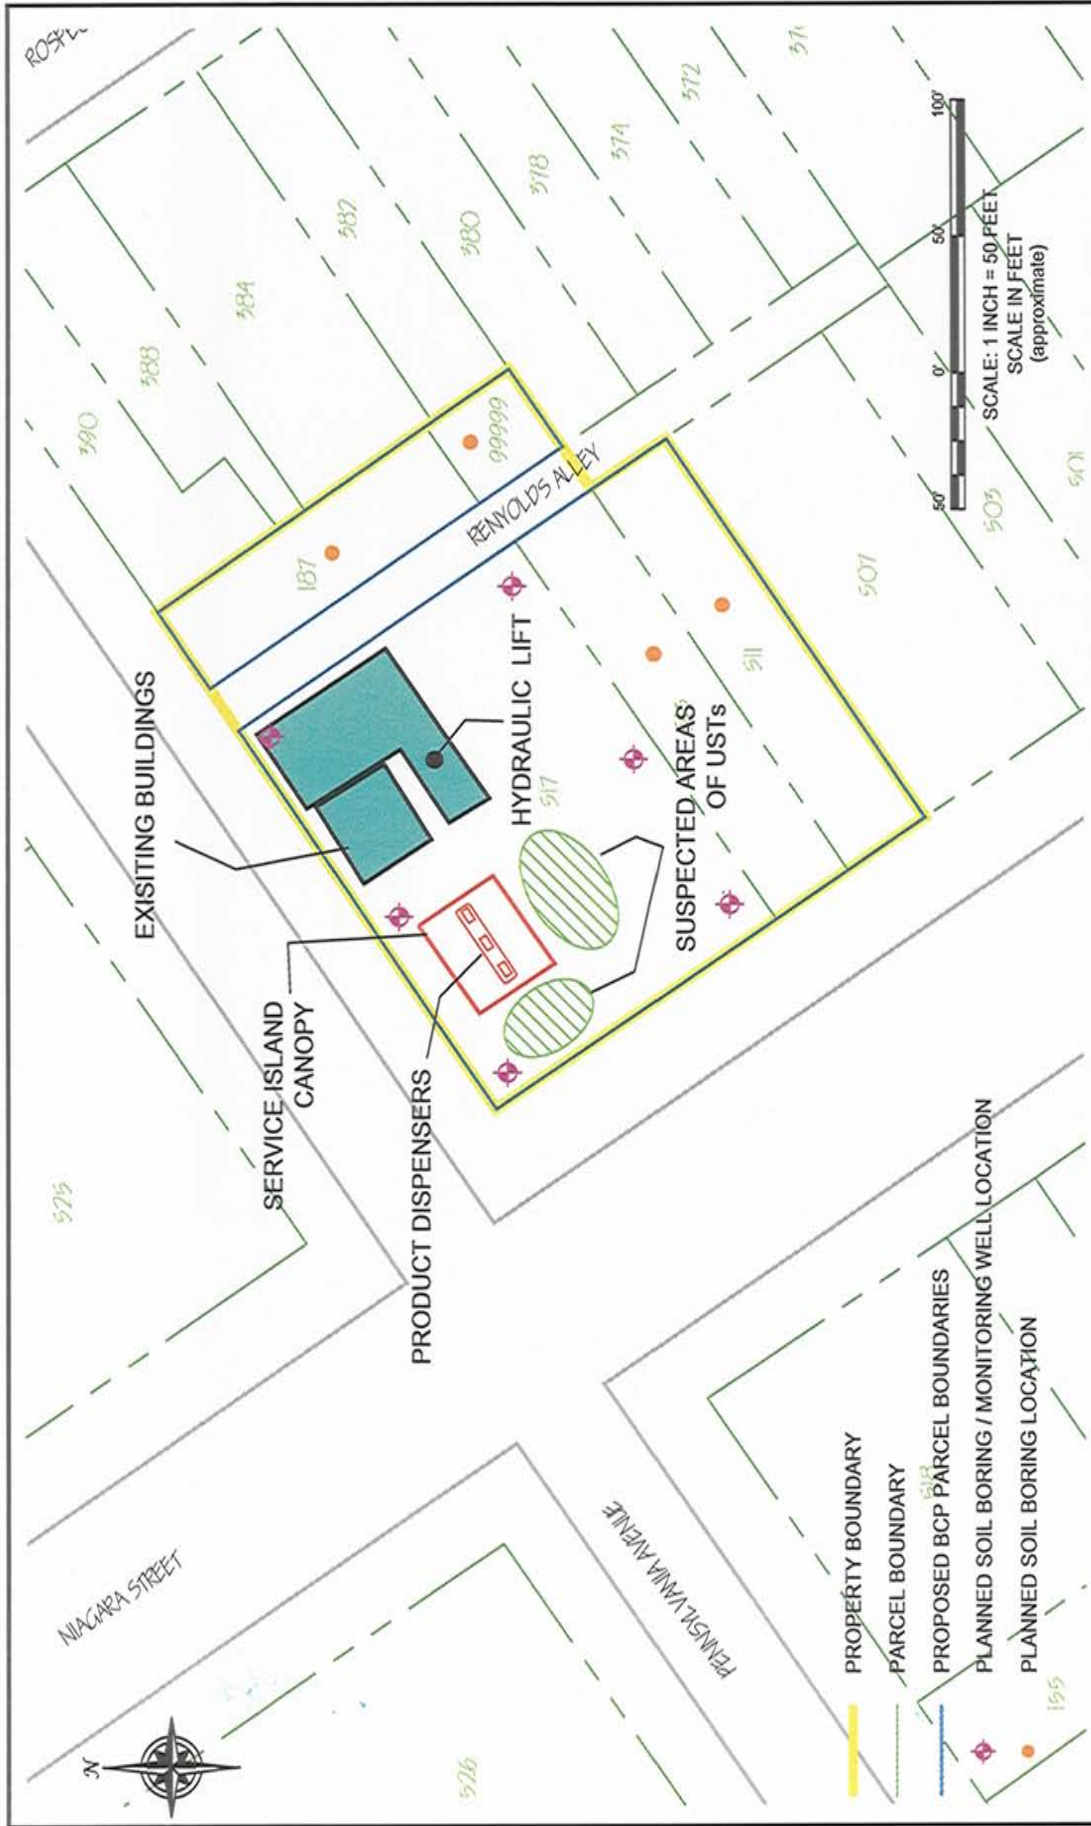 N
NIAGARA STREET
526
525
PENNSYLVANIA AVENUE
EXISITING BUILDINGS
SERVICE ISLAND
CANOPY
PRODUCT DISPENSERS
HYDRAULIC LIFT
517
SUSPECTED AREAS
OF USTs
511
507
503
501
187
99999
RENYOLDS ALLEY
390
388
384
382
380
378
374
372
PROPERTY BOUNDARY
PARCEL BOUNDARY
518
PROPOSED BCP PARCEL BOUNDARIES
PLANNED SOIL BORING / MONITORING WELL LOCATION
PLANNED SOIL BORING LOCATION
155
50' 0' 50' 100'
SCALE: 1 INCH = 50 FEET
SCALE IN FEET
(approximate)